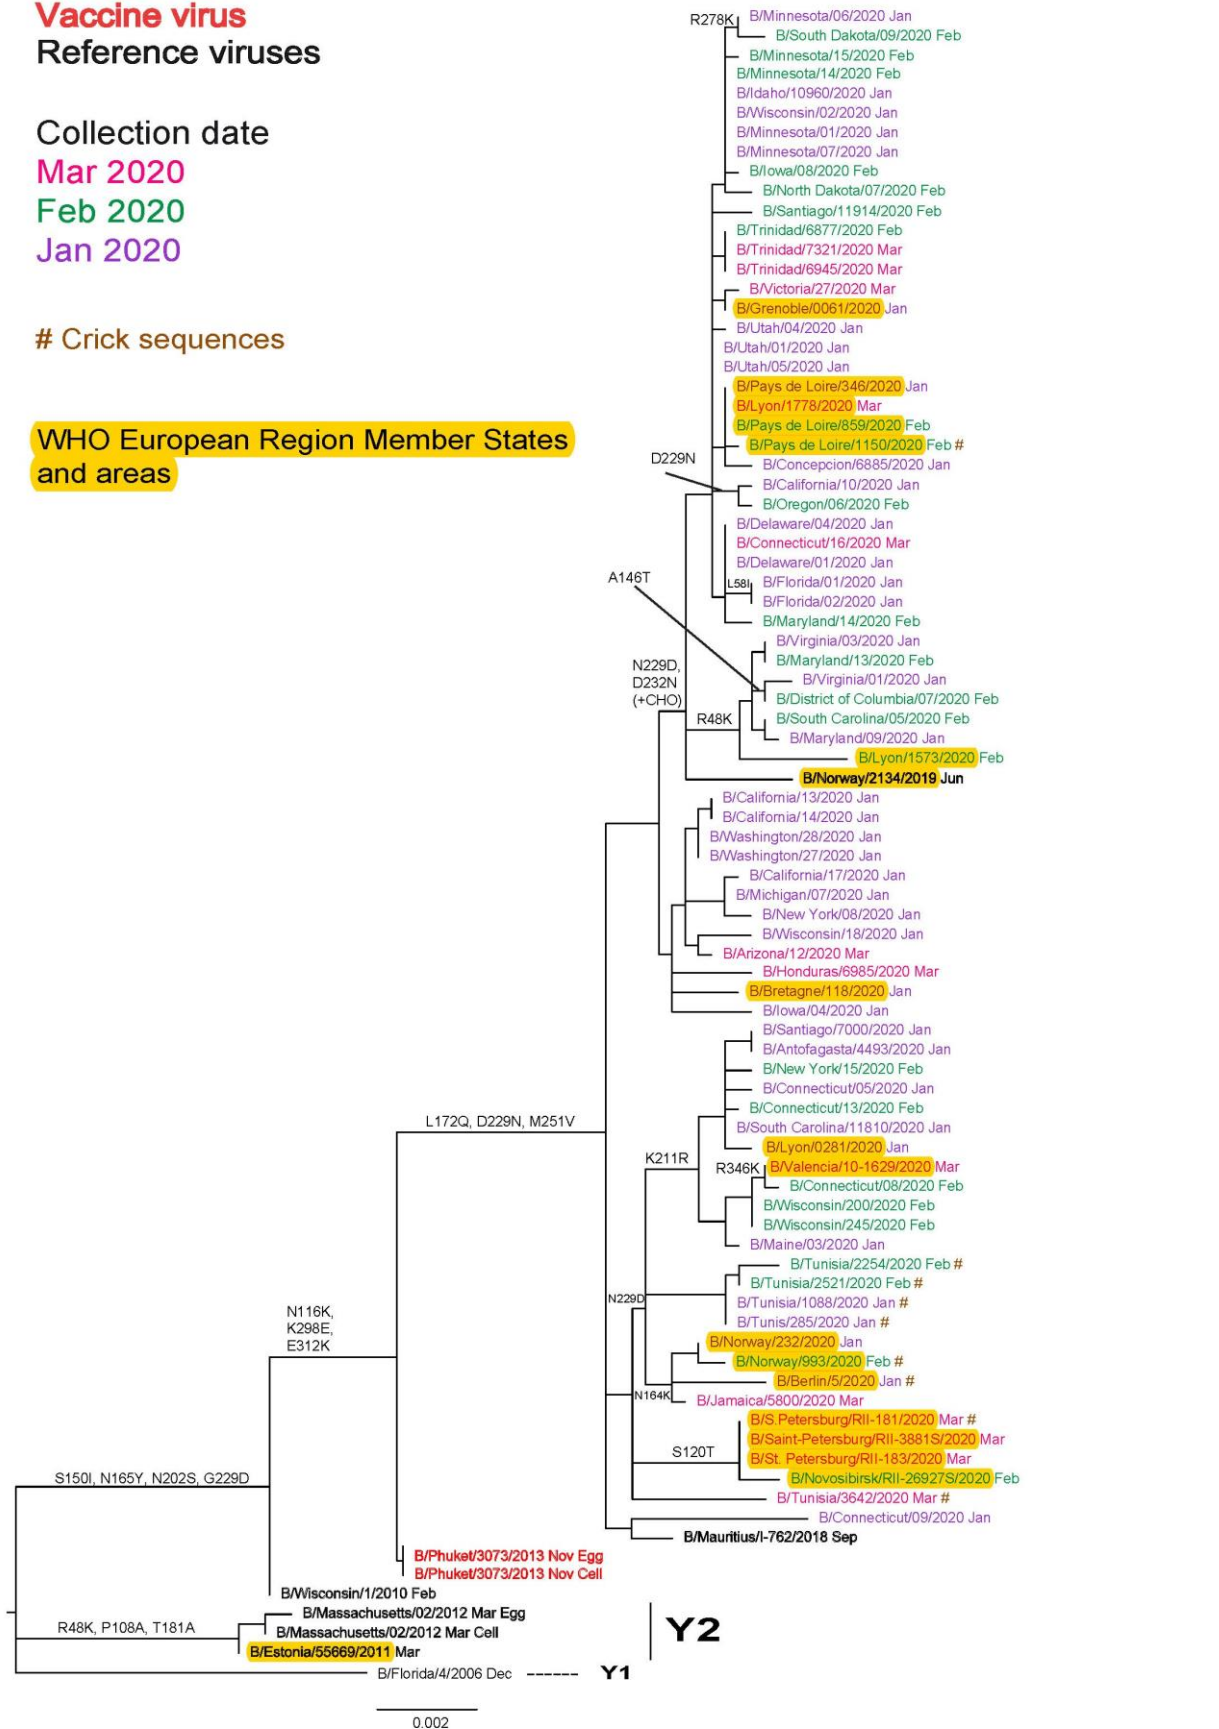 Vaccine virus
Reference viruses
Collection date
Mar 2020
Feb 2020
Jan 2020
# Crick sequences
WHO European Region Member States
and areas
R278K
B/Minnesota/06/2020 Jan
B/South Dakota/09/2020 Feb
B/Minnesota/15/2020 Feb
B/Minnesota/14/2020 Feb
B/Idaho/10960/2020 Jan
B/Wisconsin/02/2020 Jan
B/Minnesota/01/2020 Jan
B/Minnesota/07/2020 Jan
B/Iowa/08/2020 Feb
B/North Dakota/07/2020 Feb
B/Santiago/11914/2020 Feb
B/Trinidad/6877/2020 Feb
B/Trinidad/7321/2020 Mar
B/Trinidad/6945/2020 Mar
B/Victoria/27/2020 Mar
B/Grenoble/0061/2020 Jan
B/Utah/04/2020 Jan
B/Utah/01/2020 Jan
B/Utah/05/2020 Jan
B/Pays de Loire/346/2020 Jan
B/Lyon/1778/2020 Mar
B/Pays de Loire/859/2020 Feb
B/Pays de Loire/1150/2020 Feb #
D229N
B/Concepcion/6885/2020 Jan
B/California/10/2020 Jan
B/Oregon/06/2020 Feb
B/Delaware/04/2020 Jan
B/Connecticut/16/2020 Mar
B/Delaware/01/2020 Jan
A146T
L58I
B/Florida/01/2020 Jan
B/Florida/02/2020 Jan
B/Maryland/14/2020 Feb
B/Virginia/03/2020 Jan
B/Maryland/13/2020 Feb
N229D,
D232N
(+CHO)
B/Virginia/01/2020 Jan
B/District of Columbia/07/2020 Feb
R48K
B/South Carolina/05/2020 Feb
B/Maryland/09/2020 Jan
B/Lyon/1573/2020 Feb
B/Norway/2134/2019 Jun
B/California/13/2020 Jan
B/California/14/2020 Jan
B/Washington/28/2020 Jan
B/Washington/27/2020 Jan
B/California/17/2020 Jan
B/Michigan/07/2020 Jan
B/New York/08/2020 Jan
B/Wisconsin/18/2020 Jan
B/Arizona/12/2020 Mar
B/Honduras/6985/2020 Mar
B/Bretagne/118/2020 Jan
B/Iowa/04/2020 Jan
B/Santiago/7000/2020 Jan
B/Antofagasta/4493/2020 Jan
B/New York/15/2020 Feb
B/Connecticut/05/2020 Jan
B/Connecticut/13/2020 Feb
L172Q, D229N, M251V
B/South Carolina/11810/2020 Jan
B/Lyon/0281/2020 Jan
K211R
R346K
B/Valencia/10-1629/2020 Mar
B/Connecticut/08/2020 Feb
B/Wisconsin/200/2020 Feb
B/Wisconsin/245/2020 Feb
B/Maine/03/2020 Jan
B/Tunisia/2254/2020 Feb #
B/Tunisia/2521/2020 Feb #
N229D
B/Tunisia/1088/2020 Jan #
B/Tunis/285/2020 Jan #
N116K,
K298E,
E312K
B/Norway/232/2020 Jan
B/Norway/993/2020 Feb #
B/Berlin/5/2020 Jan #
N164K
B/Jamaica/5800/2020 Mar
B/S.Petersburg/RII-181/2020 Mar #
B/Saint-Petersburg/RII-3881S/2020 Mar
S120T
B/St. Petersburg/RII-183/2020 Mar
S150I, N165Y, N202S, G229D
B/Novosibirsk/RII-26927S/2020 Feb
B/Tunisia/3642/2020 Mar #
B/Connecticut/09/2020 Jan
B/Mauritius/I-762/2018 Sep
B/Phuket/3073/2013 Nov Egg
B/Phuket/3073/2013 Nov Cell
B/Wisconsin/1/2010 Feb
B/Massachusetts/02/2012 Mar Egg
R48K, P108A, T181A
B/Massachusetts/02/2012 Mar Cell
Y2
B/Estonia/55669/2011 Mar
B/Florida/4/2006 Dec ------ Y1
0.002